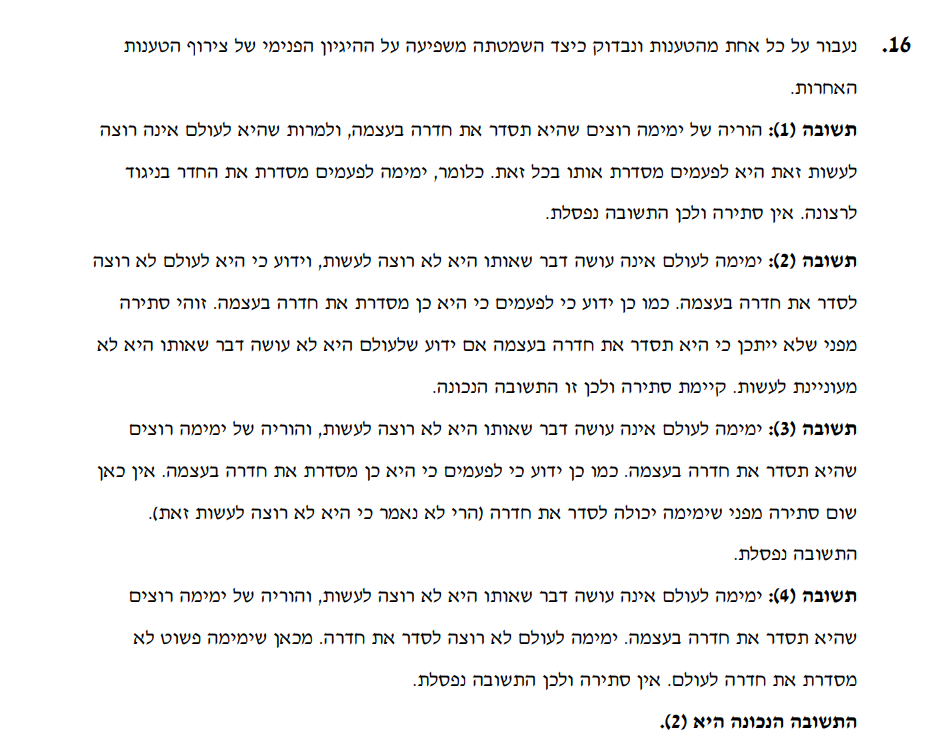 16. נעבור על כל אחת מהטענות ונבדוק כיצד השמטתה משפיעה על ההיגיון הפנימי של צירוף הטענות
האחרות.
תשובה (1): הוריה של ימימה רוצים שהיא תסדר את חדרה בעצמה, ולמרות שהיא לעולם אינה רוצה
לעשות זאת היא לפעמים מסדרת אותו בכל זאת. כלומר, ימימה לפעמים מסדרת את החדר בניגוד
לרצונה. אין סתירה ולכן התשובה נפסלת.
תשובה (2): ימימה לעולם אינה עושה דבר שאותו היא לא רוצה לעשות, וידוע כי היא לעולם לא רוצה
לסדר את חדרה בעצמה. כמו כן ידוע כי לפעמים כי היא כן מסדרת את חדרה בעצמה. זוהי סתירה
מפני שלא ייתכן כי היא תסדר את חדרה בעצמה אם ידוע שלעולם היא לא עושה דבר שאותו היא לא
מעוניינת לעשות. קיימת סתירה ולכן זו התשובה הנכונה.
תשובה (3): ימימה לעולם אינה עושה דבר שאותו היא לא רוצה לעשות, והוריה של ימימה רוצים
שהיא תסדר את חדרה בעצמה. כמו כן ידוע כי לפעמים כי היא כן מסדרת את חדרה בעצמה. אין כאן
שום סתירה מפני שימימה יכולה לסדר את חדרה (הרי לא נאמר כי היא לא רוצה לעשות זאת).
התשובה נפסלת.
תשובה (4): ימימה לעולם אינה עושה דבר שאותו היא לא רוצה לעשות, והוריה של ימימה רוצים
שהיא תסדר את חדרה בעצמה. ימימה לעולם לא רוצה לסדר את חדרה. מכאן שימימה פשוט לא
מסדרת את חדרה לעולם. אין סתירה ולכן התשובה נפסלת.
התשובה הנכונה היא (2).